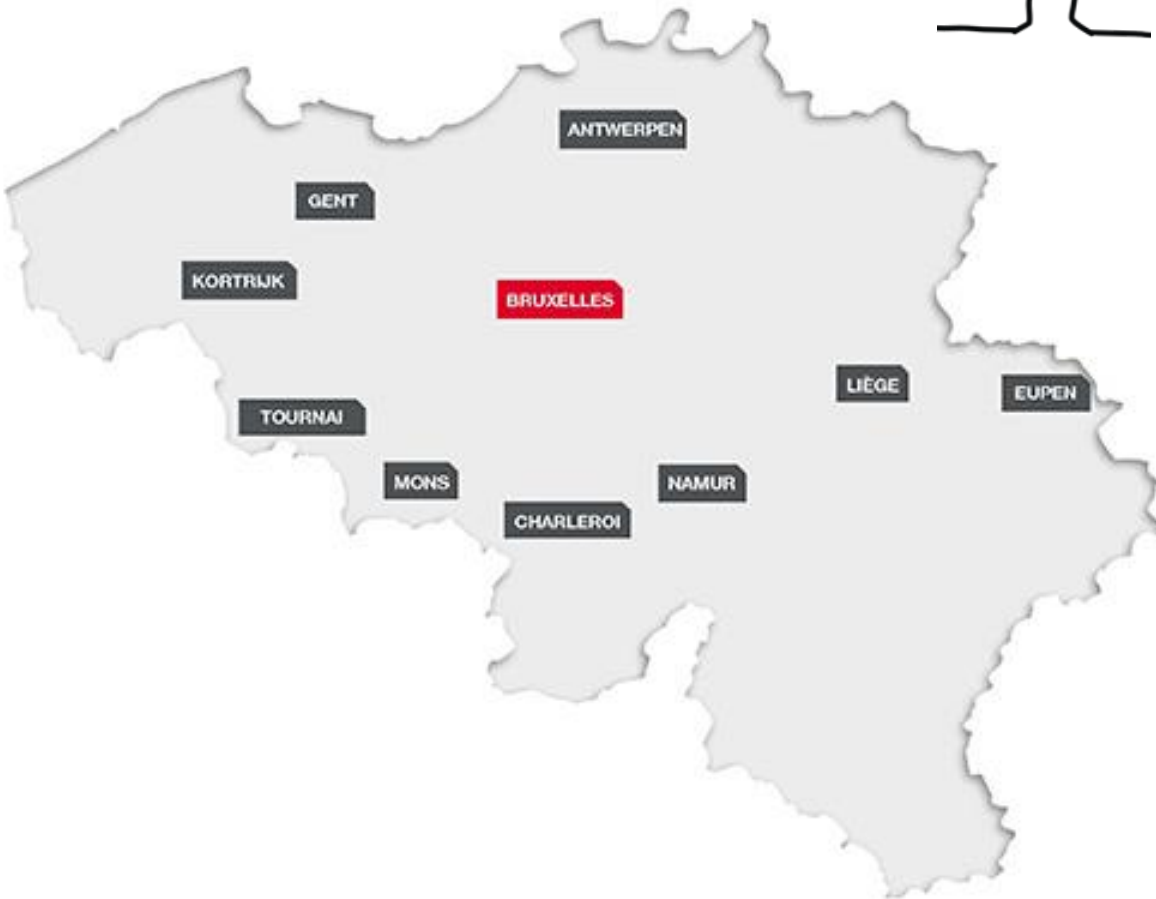 ANTWERPEN
GENT
KORTRIJK
BRUXELLES
LIÈGE
EUPEN
TOURNAI
MONS
NAMUR
CHARLEROI